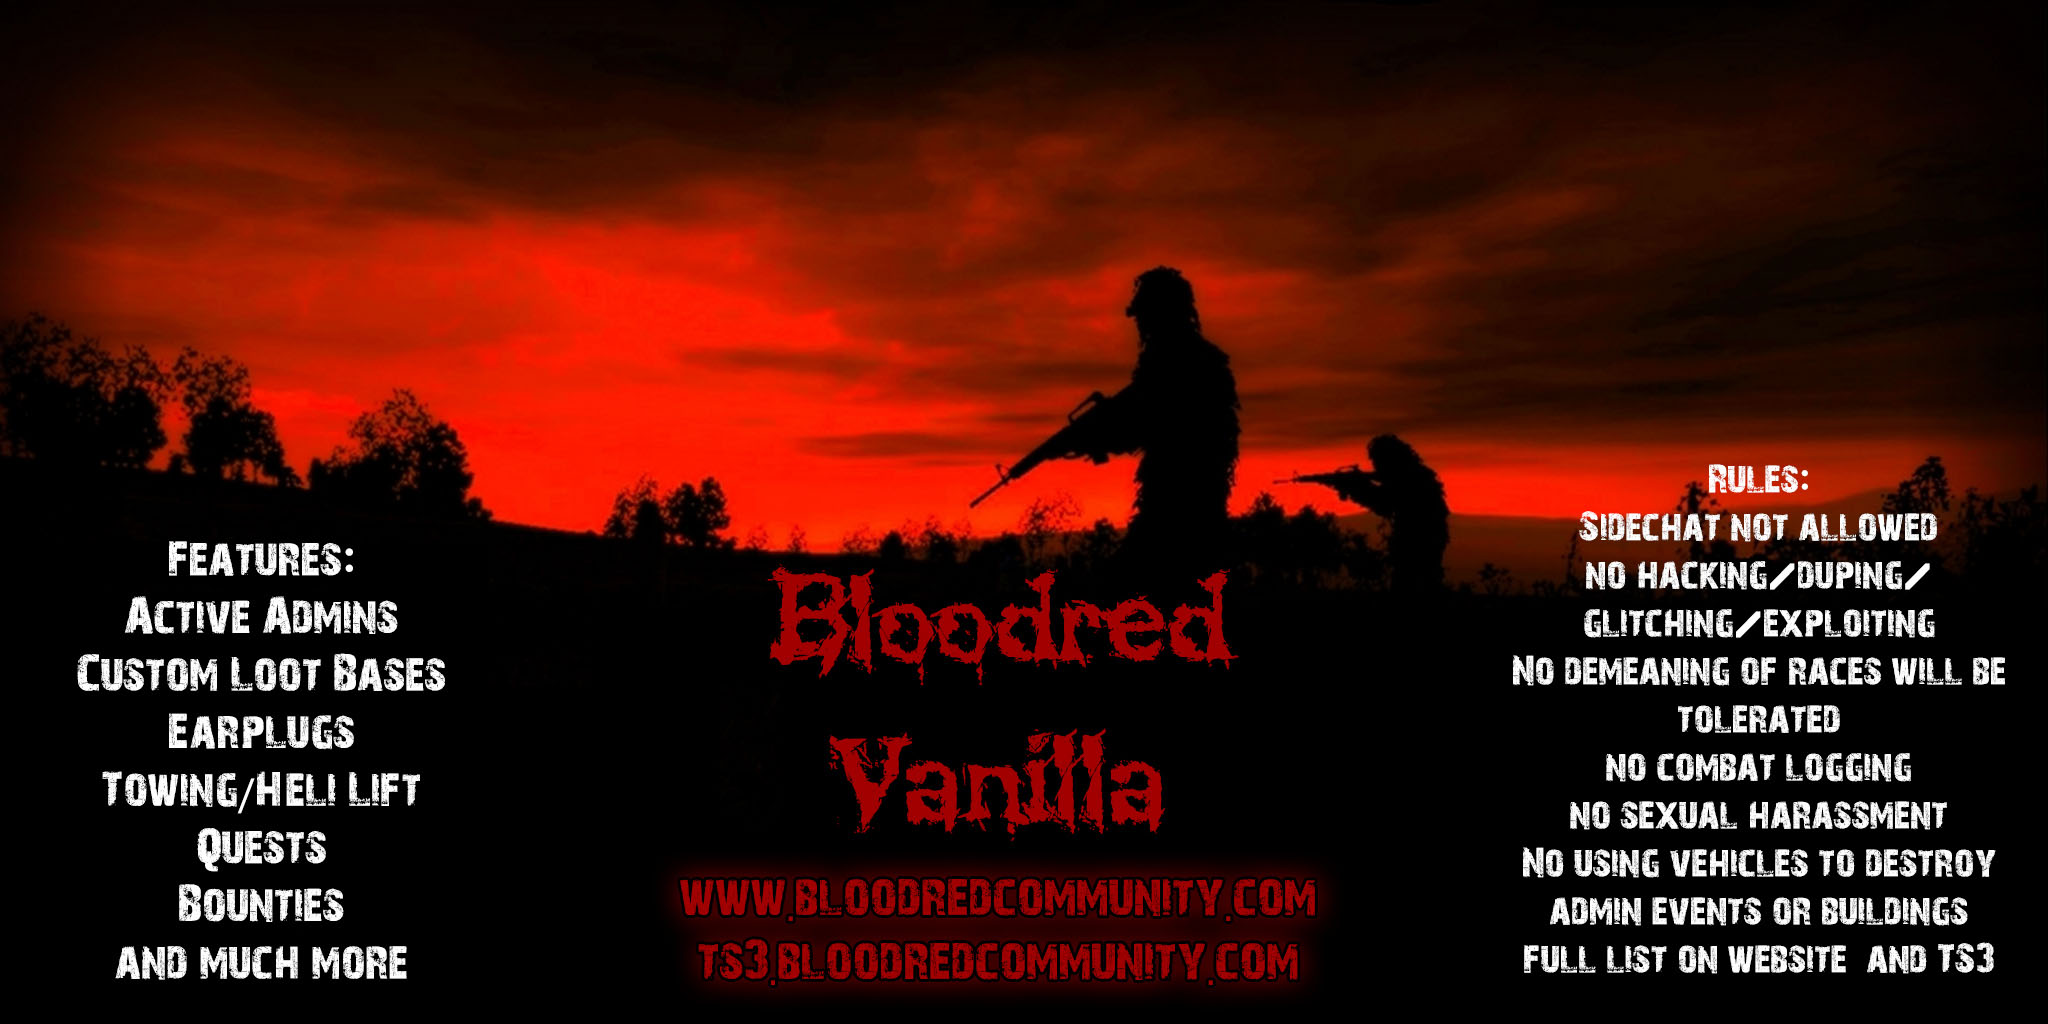 Features:
Active Admins
Custom Loot Bases
Earplugs
Towing/Heli Lift
Quests
Bounties
and much more
Bloodred
Vanilla
www.bloodredcommunity.com
ts3.bloodredcommunity.com
Rules:
Sidechat not allowed
no hacking/duping/
glitching/exploiting
No demeaning of races will be
tolerated
no combat logging
no sexual harassment
No using vehicles to destroy
admin events or buildings
Full list on website and TS3